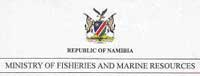 REPUBLIC OF NAMIBIA
MINISTRY OF FISHERIES AND MARINE RESOURCES